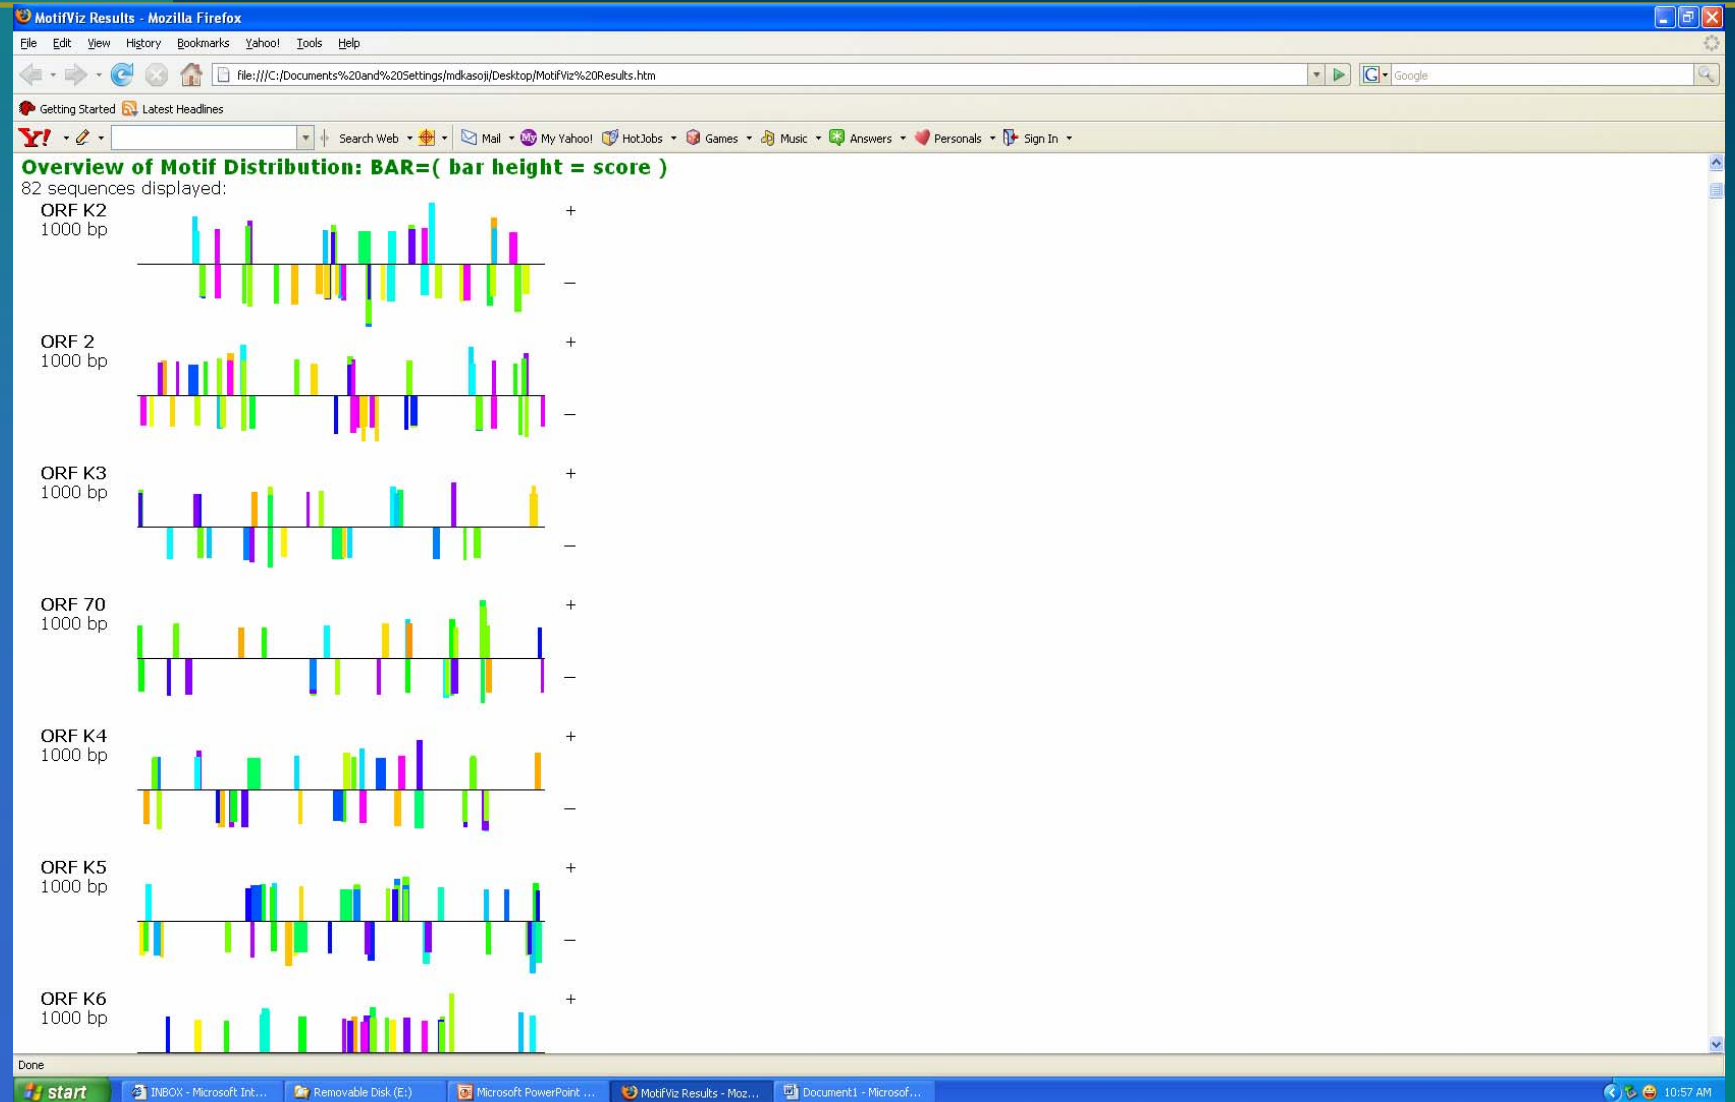 MotifViz Results - Mozilla Firefox
File Edit View History Bookmarks Yahoo! Tools Help
file:///C:/Documents%20and%20Settings/mdkasoji/Desktop/MotifViz%20Results.htm
Google
Getting Started Latest Headlines
Y! Search Web Mail My Yahoo! HotJobs Games Music Answers Personals Sign In
Overview of Motif Distribution: BAR=( bar height = score )
82 sequences displayed:
ORF K2 +
1000 bp
–
ORF 2 +
1000 bp
–
ORF K3 +
1000 bp
–
ORF 70 +
1000 bp
–
ORF K4 +
1000 bp
–
ORF K5 +
1000 bp
–
ORF K6 +
1000 bp
Done
start INBOX - Microsoft Int... Removable Disk (E:) Microsoft PowerPoint ... MotifViz Results - Moz... Document1 - Microsof... 10:57 AM